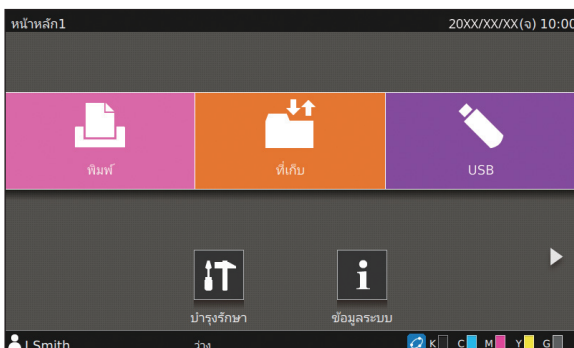 หน้าหลัก1 20XX/XX/XX(จ) 10:00
พิมพ์ ที่เก็บ USB
บำรุงรักษา ข้อมูลระบบ
J.Smith ว่าง K C M Y G